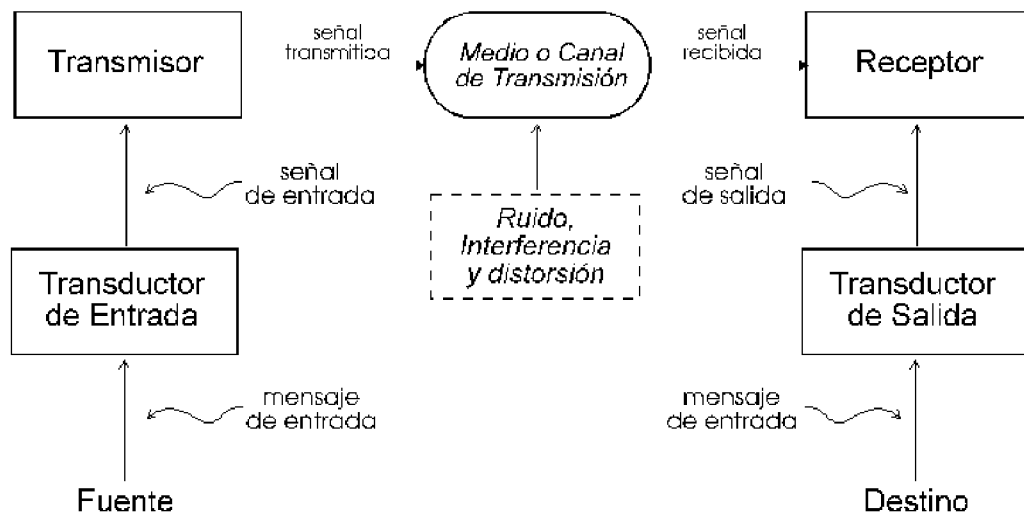 Transmisor
señal
transmitica
Medio o Canal
de Transmisión
señal
recibida
Receptor
señal
de entrada
Ruido,
Interferencia
y distorsión
señal
de salida
Transductor
de Entrada
Transductor
de Salida
mensaje
de entrada
mensaje
de entrada
Fuente
Destino